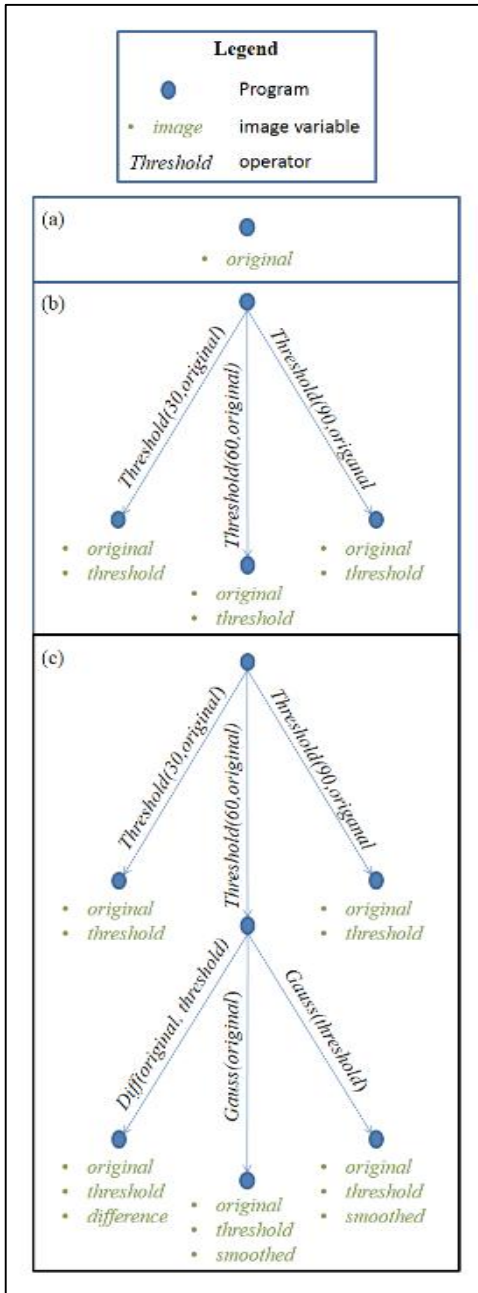 Legend
Program
• image image variable
Threshold operator
(a)
• original
(b)
Threshold(30,original)
Threshold(60,original)
Threshold(90,origanal)
• original
• threshold
• original
• threshold
• original
• threshold
(c)
Threshold(30,original)
Threshold(60,original)
Threshold(90,origanal)
• original
• threshold
• original
• threshold
Diff(original, threshold)
Gauss(original)
Gauss(threshold)
• original
• threshold
• difference
• original
• threshold
• smoothed
• original
• threshold
• smoothed